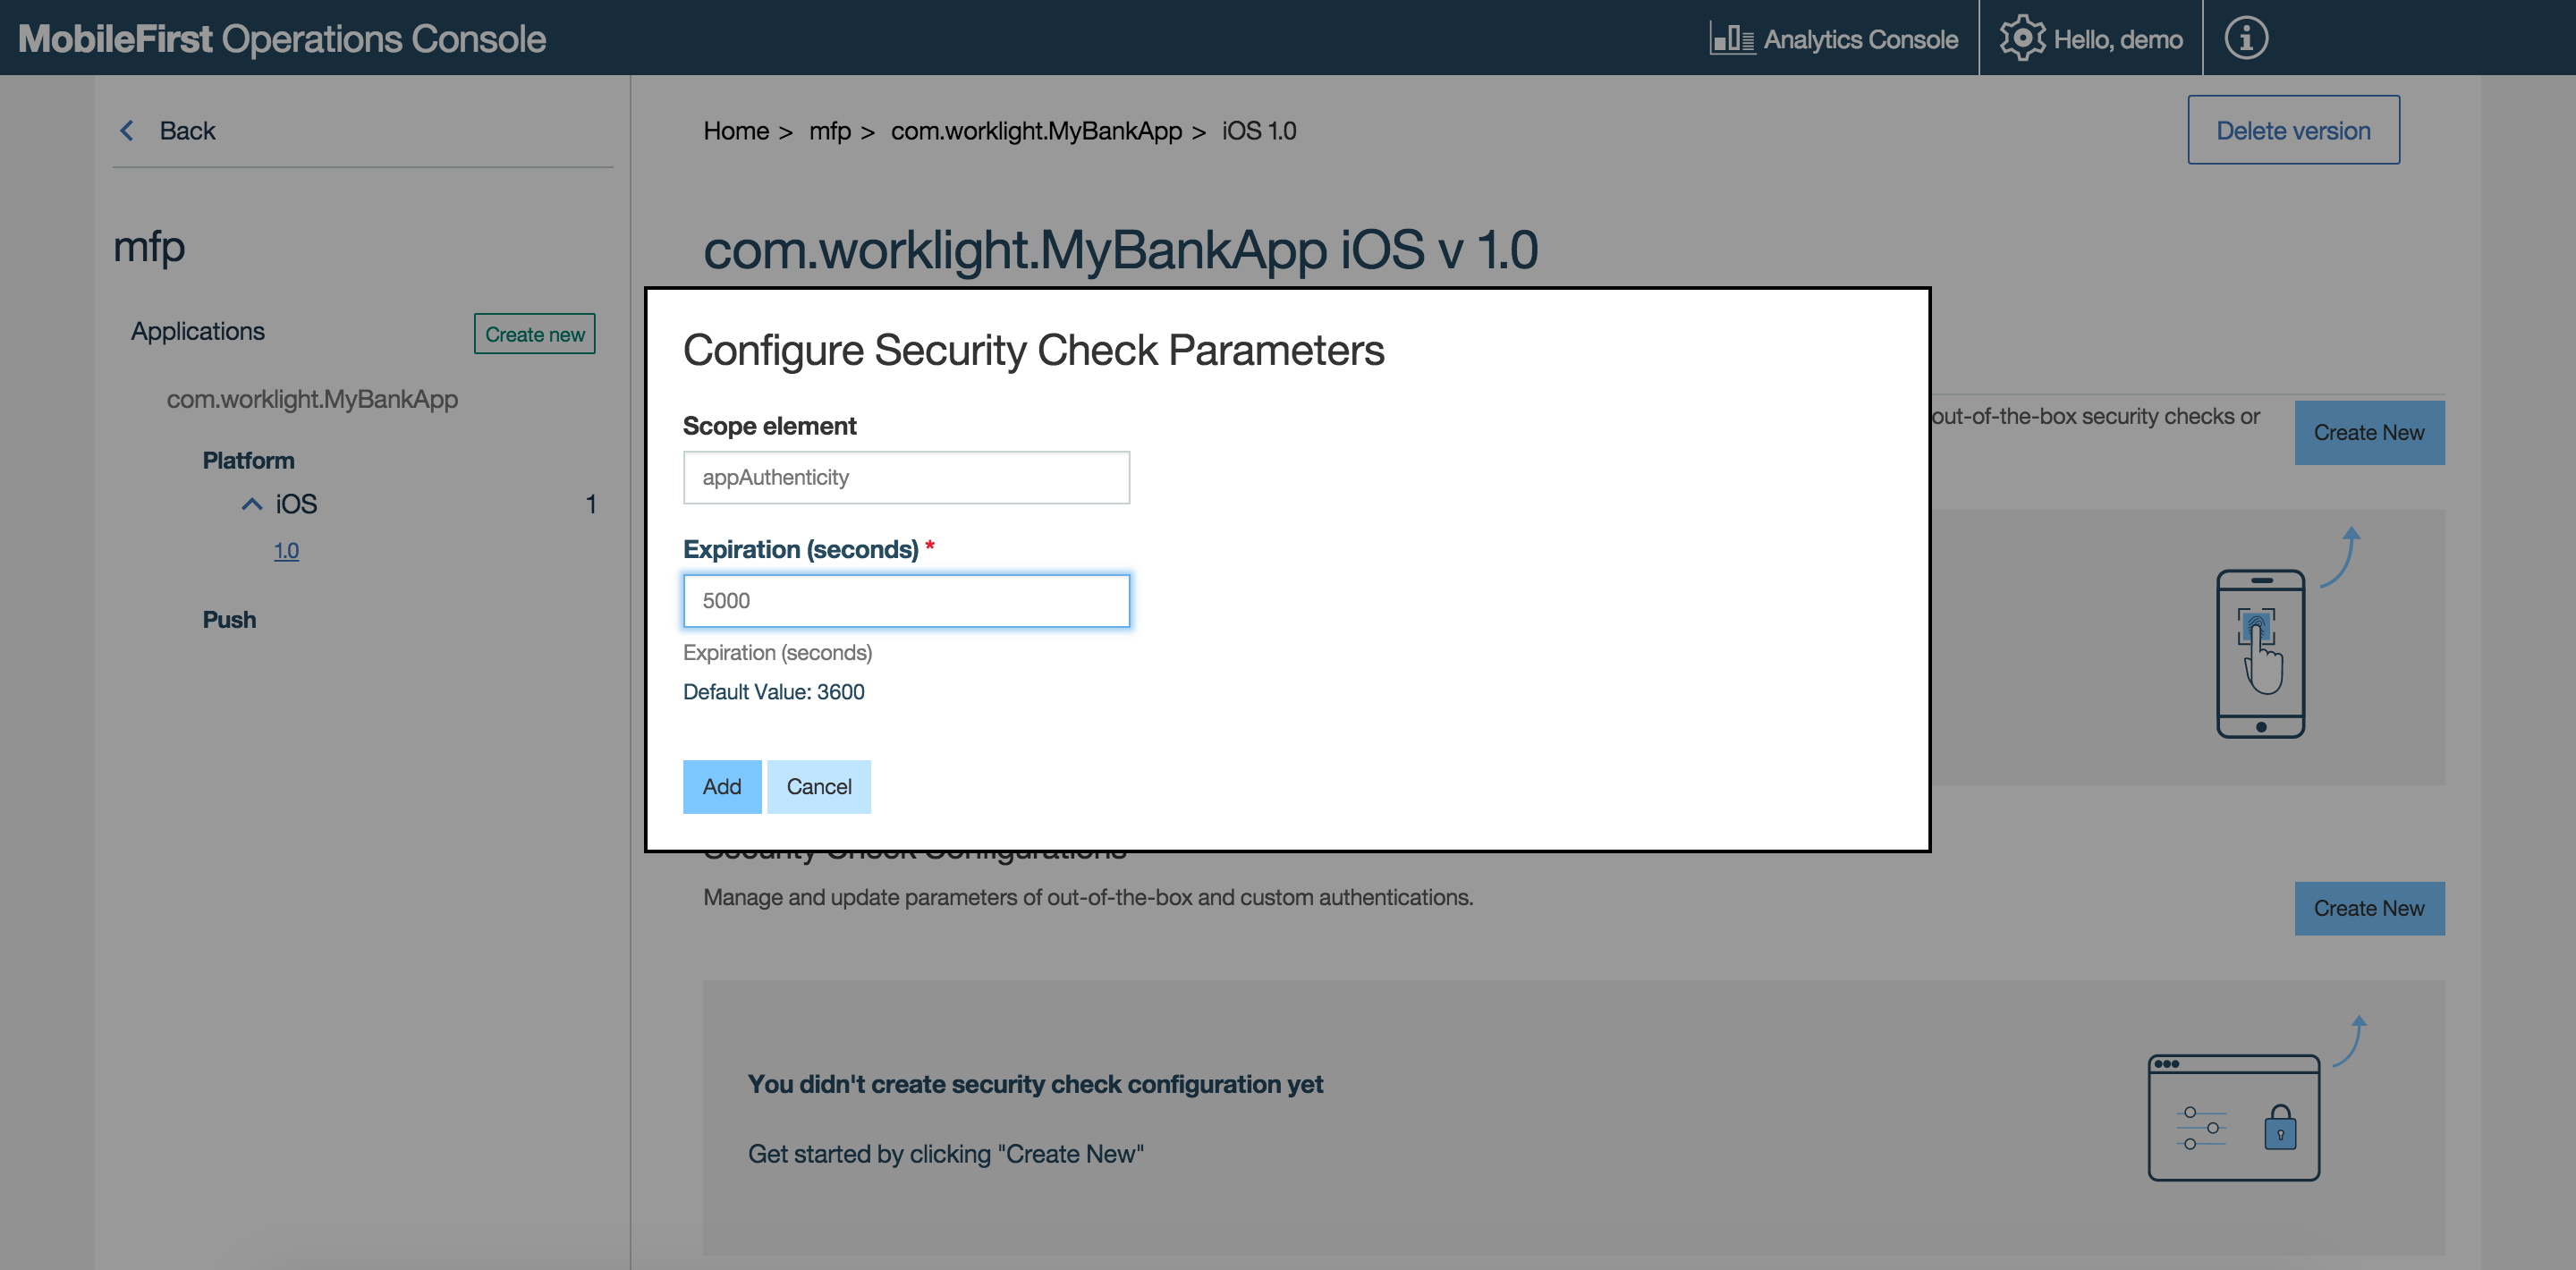 MobileFirst Operations Console
Analytics Console
Hello, demo
Back
Home > mfp > com.worklight.MyBankApp > iOS 1.0
Delete version
mfp
com.worklight.MyBankApp iOS v 1.0
Applications
Create new
com.worklight.MyBankApp
Platform
iOS 1
1.0
Push
Configure Security Check Parameters
Scope element
appAuthenticity
Expiration (seconds) *
5000
Expiration (seconds)
Default Value: 3600
Add
Cancel
out-of-the-box security checks or
Create New
Security Check Configurations
Manage and update parameters of out-of-the-box and custom authentications.
Create New
You didn't create security check configuration yet
Get started by clicking "Create New"